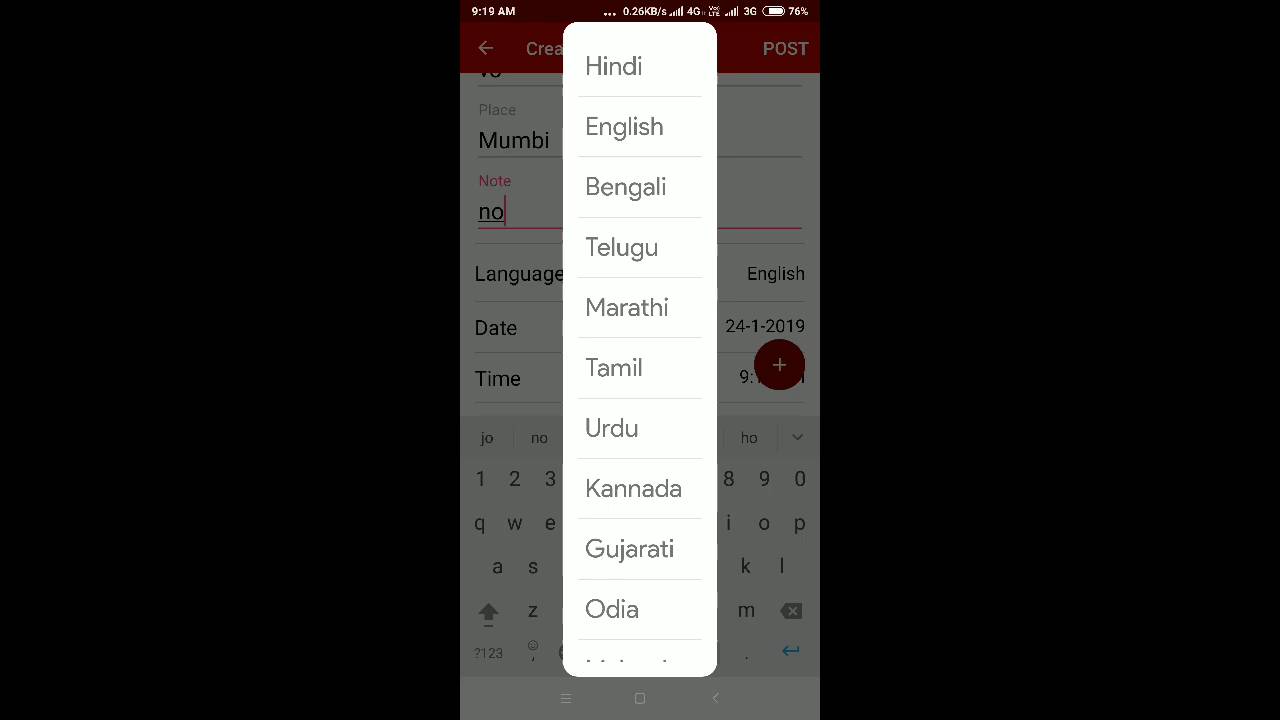 9:19 AM ... 0.26KB/s 4G Vo LTE 3G 76%
POST
Hindi
English
Bengali
Telugu
Marathi
Tamil
Urdu
Kannada
Gujarati
Odia
Place
Mumbi
Note
no
Language English
Date 24-1-2019
Time
jo no ho
1 2 3 8 9 0
q w e i o p
a s k l
z m
?123 , .